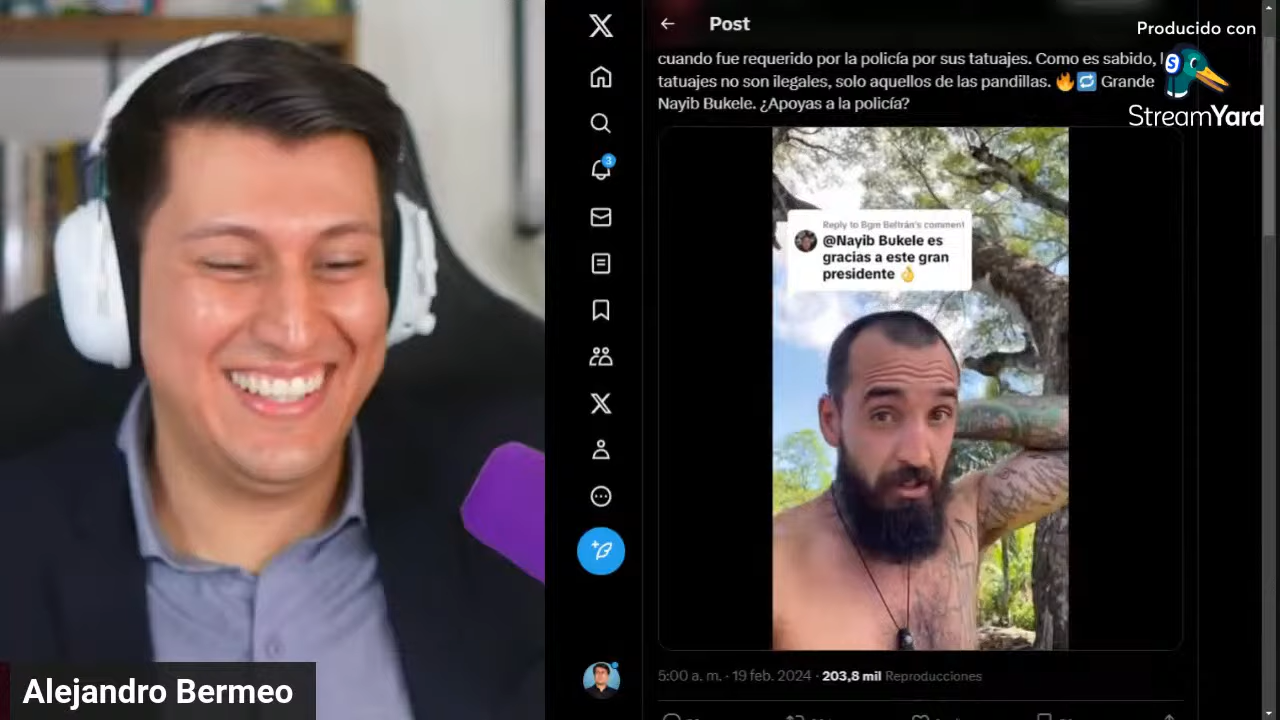 Post
Producido con
StreamYard
cuando fue requerido por la policía por sus tatuajes. Como es sabido, l
tatuajes no son ilegales, solo aquellos de las pandillas. 🔥🔁 Grande
Nayib Bukele. ¿Apoyas a la policía?
3
Reply to Bgm Beltrán's comment
@Nayib Bukele es
gracias a este gran
presidente 👌
5:00 a. m. · 19 feb. 2024 · 203,8 mil Reproducciones
Alejandro Bermeo